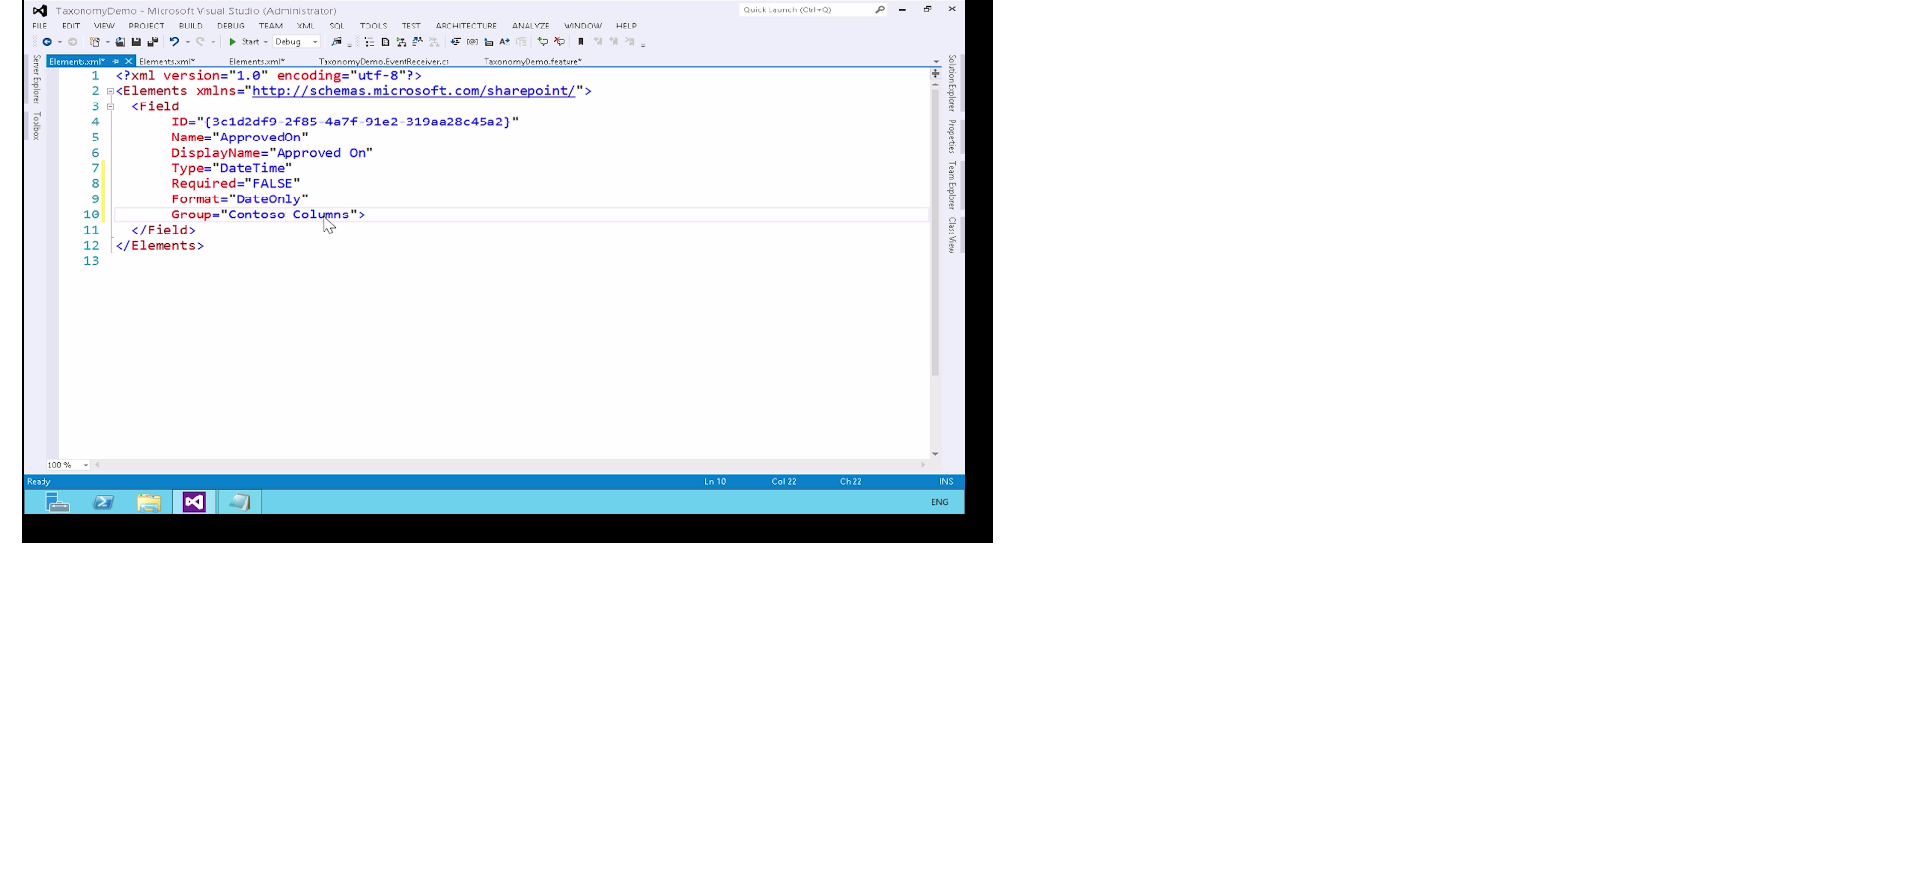 TaxonomyDemo - Microsoft Visual Studio (Administrator)
Quick Launch (Ctrl+Q)
FILE EDIT VIEW PROJECT BUILD DEBUG TEAM XML SQL TOOLS TEST ARCHITECTURE ANALYZE WINDOW HELP
Start Debug
Elements.xml* Elements.xml* Elements.xml* TaxonomyDemo.EventReceiver.cs TaxonomyDemo.feature*
Server Explorer
Toolbox
1 <?xml version="1.0" encoding="utf-8"?>
2 <Elements xmlns="http://schemas.microsoft.com/sharepoint/">
3 <Field
4 ID="{3c1d2df9-2f85-4a7f-91e2-319aa28c45a2}"
5 Name="ApprovedOn"
6 DisplayName="Approved On"
7 Type="DateTime"
8 Required="FALSE"
9 Format="DateOnly"
10 Group="Contoso Columns">
11 </Field>
12 </Elements>
13
Solution Explorer
Properties
Team Explorer
Class View
100 %
Ready Ln 10 Col 22 Ch 22 INS
ENG